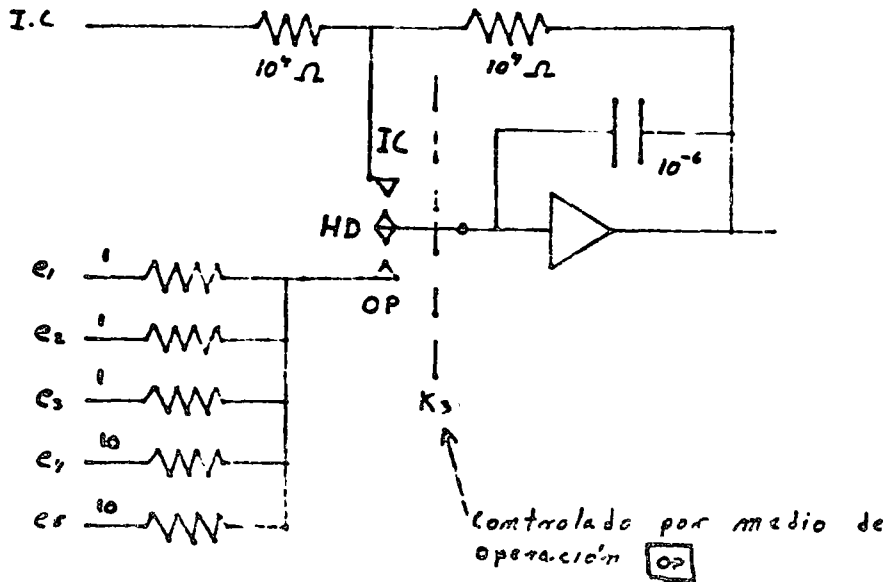 I.C
10⁴ Ω
10⁴ Ω
10⁻⁶
IC
HD
OP
e₁ 1
e₂ 1
e₃ 1
e₄ 10
e₅ 10
K₃
Controlado por medio de
operación OP